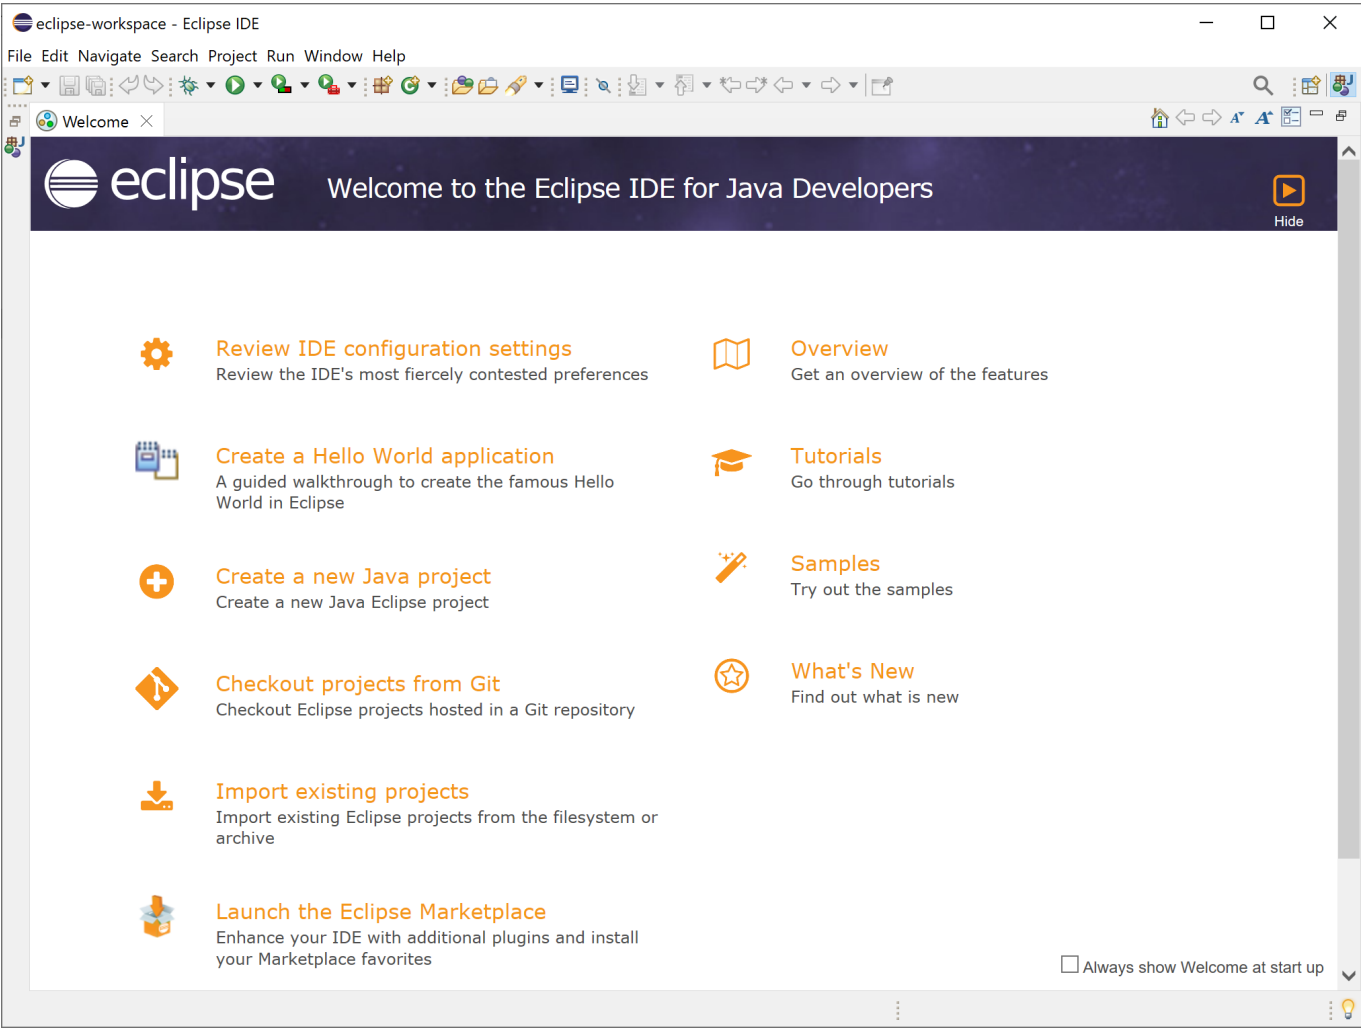 eclipse-workspace - Eclipse IDE
File Edit Navigate Search Project Run Window Help
Welcome
eclipse
Welcome to the Eclipse IDE for Java Developers
Hide
Review IDE configuration settings
Review the IDE's most fiercely contested preferences
Create a Hello World application
A guided walkthrough to create the famous Hello
World in Eclipse
Create a new Java project
Create a new Java Eclipse project
Checkout projects from Git
Checkout Eclipse projects hosted in a Git repository
Import existing projects
Import existing Eclipse projects from the filesystem or
archive
Launch the Eclipse Marketplace
Enhance your IDE with additional plugins and install
your Marketplace favorites
Overview
Get an overview of the features
Tutorials
Go through tutorials
Samples
Try out the samples
What's New
Find out what is new
Always show Welcome at start up